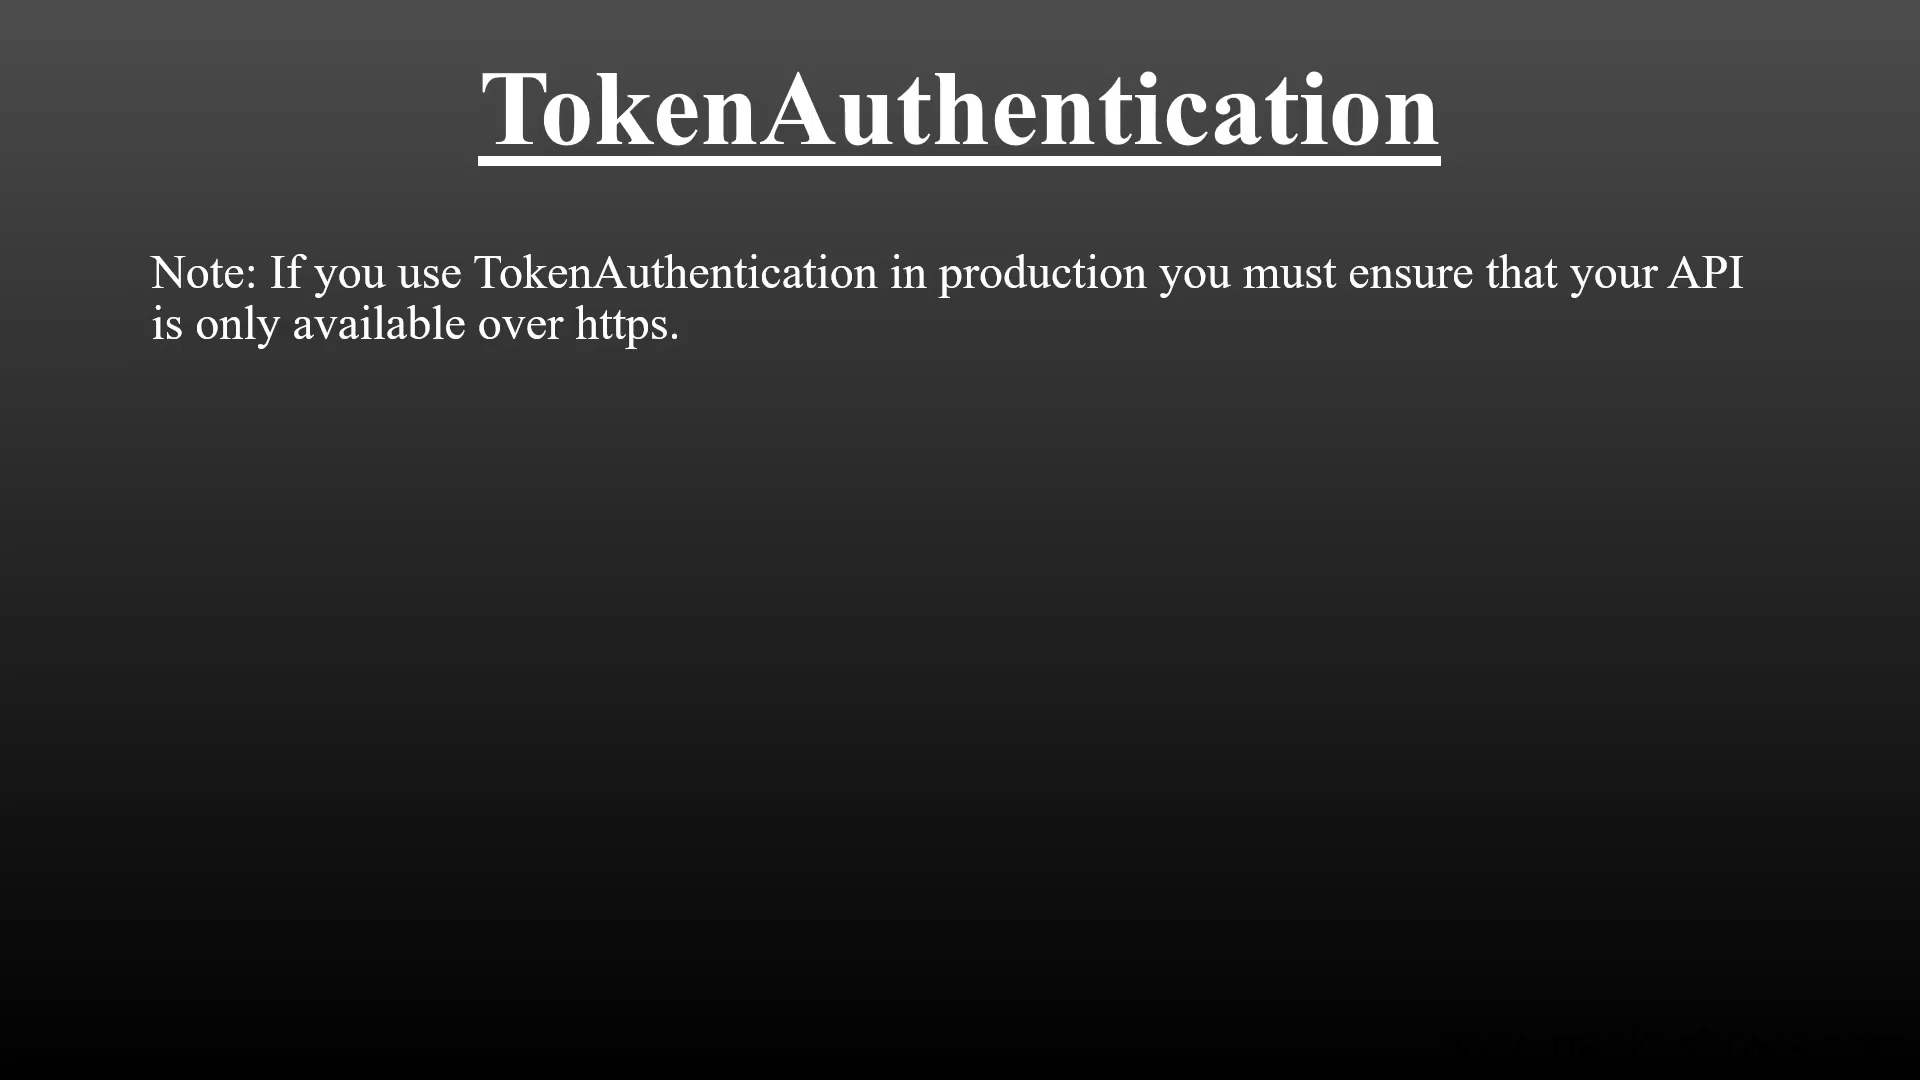 TokenAuthentication
Note: If you use TokenAuthentication in production you must ensure that your API
is only available over https.